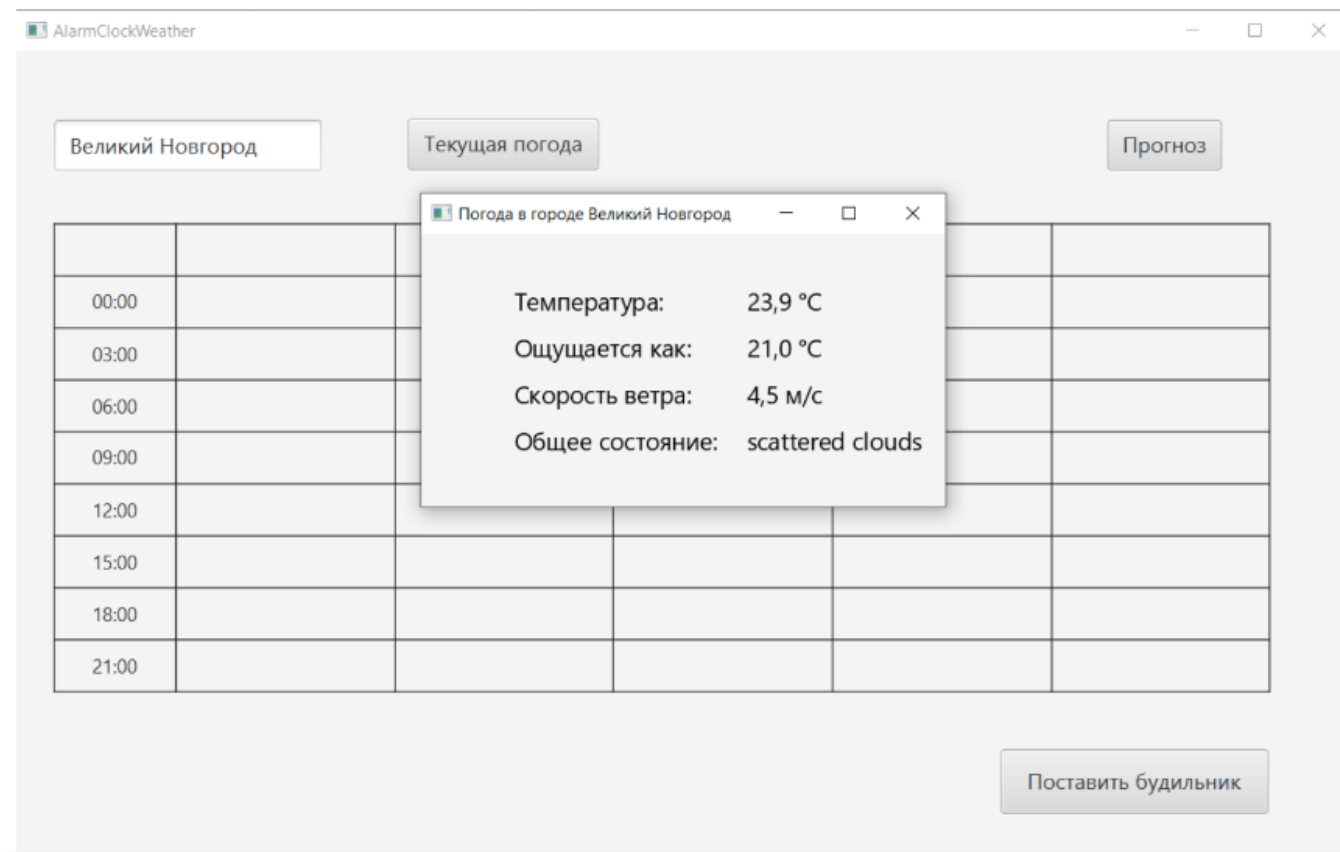 AlarmClockWeather
Великий Новгород
Текущая погода
Прогноз
Погода в городе Великий Новгород
Температура: 23,9 °C
Ощущается как: 21,0 °C
Скорость ветра: 4,5 м/с
Общее состояние: scattered clouds
00:00
03:00
06:00
09:00
12:00
15:00
18:00
21:00
Поставить будильник